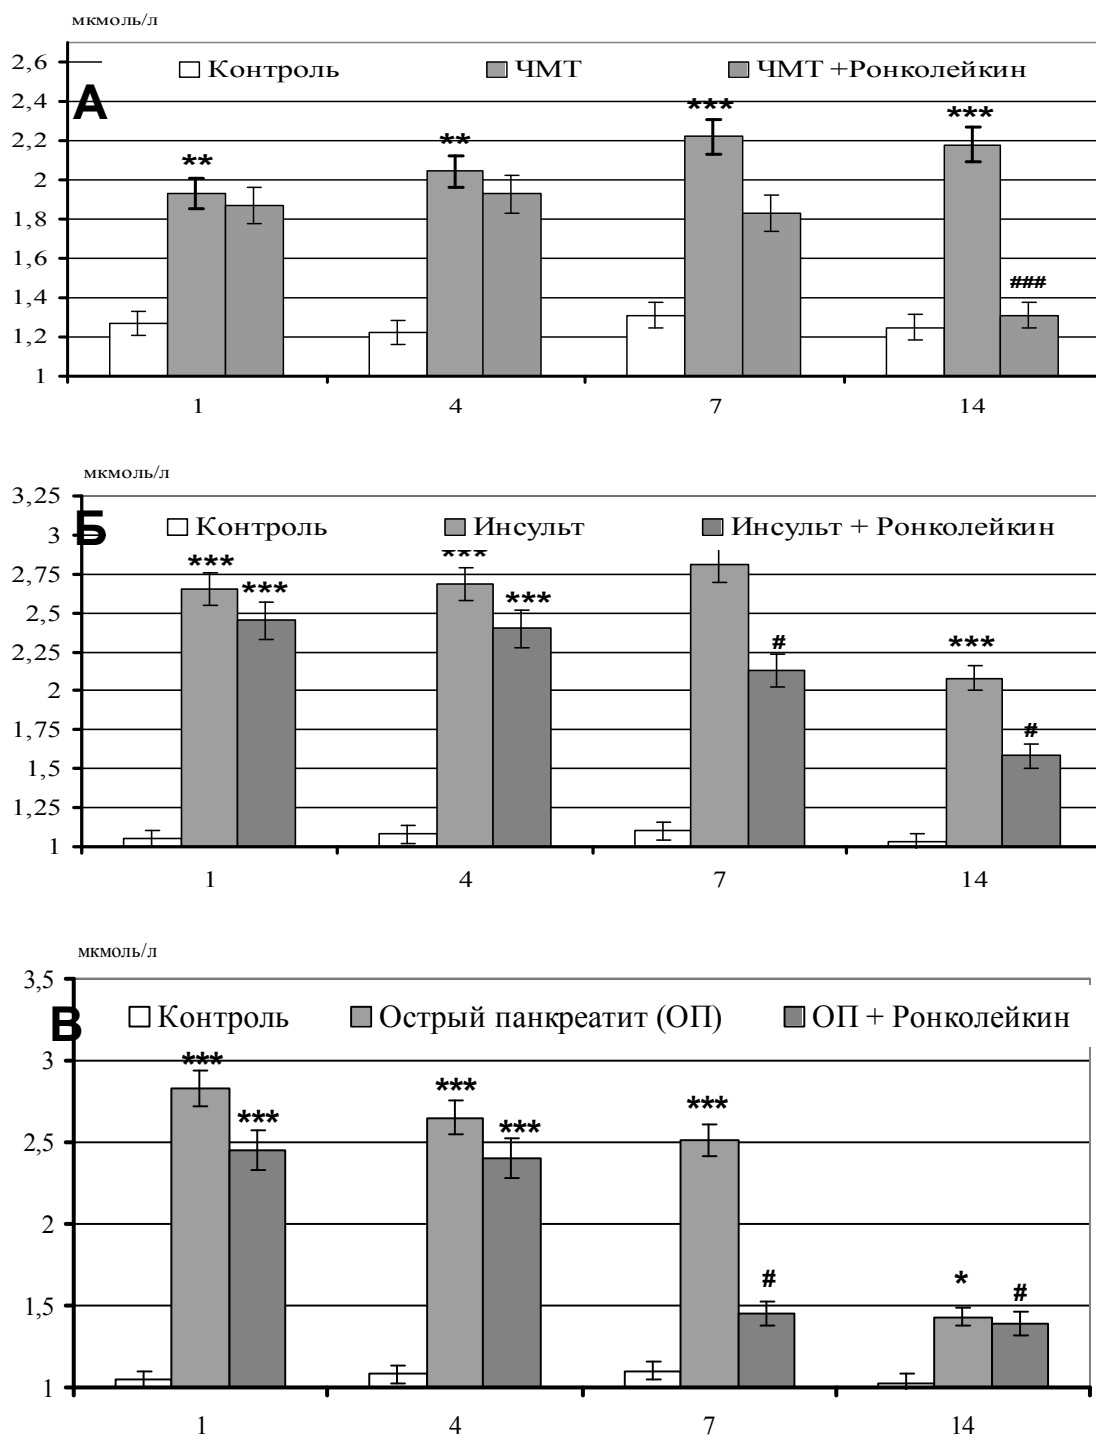 мкмоль/л
2,6
Контроль ЧМТ ЧМТ +Ронколейкин
А
2,4
***
***
2,2
**
**
2
1,8
1,6
1,4
###
1,2
1
1 4 7 14
мкмоль/л
3,25
Б
3
Контроль Инсульт Инсульт + Ронколейкин
*** ***
2,75
*** ***
2,5
2,25
# ***
2
1,75
#
1,5
1,25
1
1 4 7 14
мкмоль/л
3,5
В
Контроль Острый панкреатит (ОП) ОП + Ронколейкин
3
***
*** *** ***
***
2,5
2
1,5
# * #
1
1 4 7 14